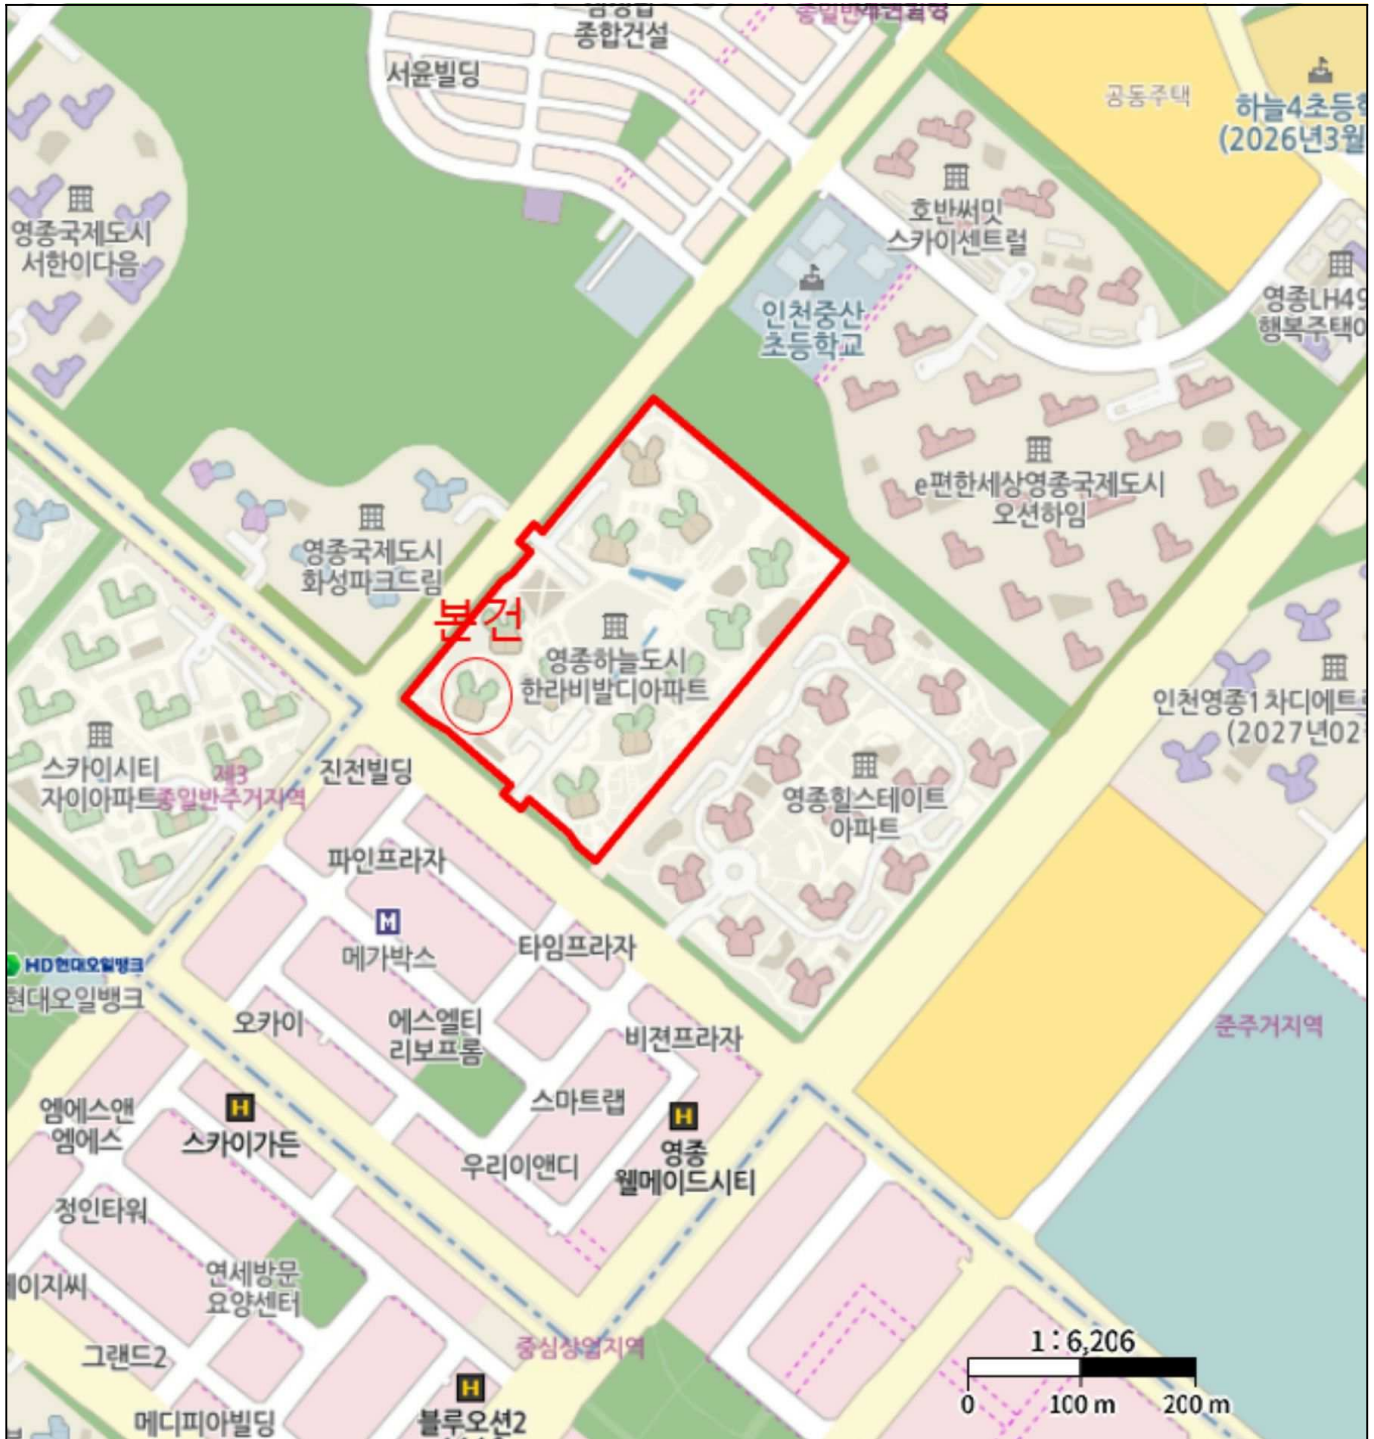 종합건설
서윤빌딩
공동주택
하늘4초등학
(2026년3월
영종국제도시
서한이다음
호반써밋
스카이센트럴
인천중산
초등학교
영종LH49
행복주택
e편한세상영종국제도시
오션하임
영종국제도시
화성파크드림
본건
영종하늘도시
한라비발디아파트
인천영종1차디에트르
(2027년02
스카이시티
자이아파트
제3
종일반주거지역
진전빌딩
영종힐스테이트
아파트
파인프라자
M
메가박스
타임프라자
HD현대오일뱅크
현대오일뱅크
오카이
에스엘티
리보프롬
비젼프라자
준주거지역
스마트랩
엠에스앤
엠에스
H
스카이가든
H
영종
웰메이드시티
우리이앤디
정인타워
연세방문
요양센터
에이지씨
그랜드2
중심상업지역
1:6,206
0 100 m 200 m
H
블루오션2
메디피아빌딩